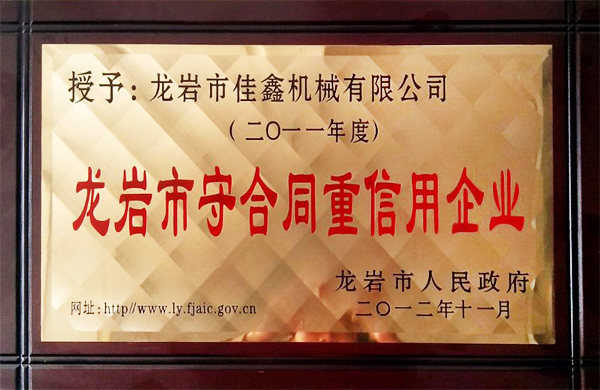 授予：龙岩市佳鑫机械有限公司
（二〇一一年度）
龙岩市守合同重信用企业
龙岩市人民政府
二〇一二年十一月
网址:http//www.ly.fjaic.gov.cn